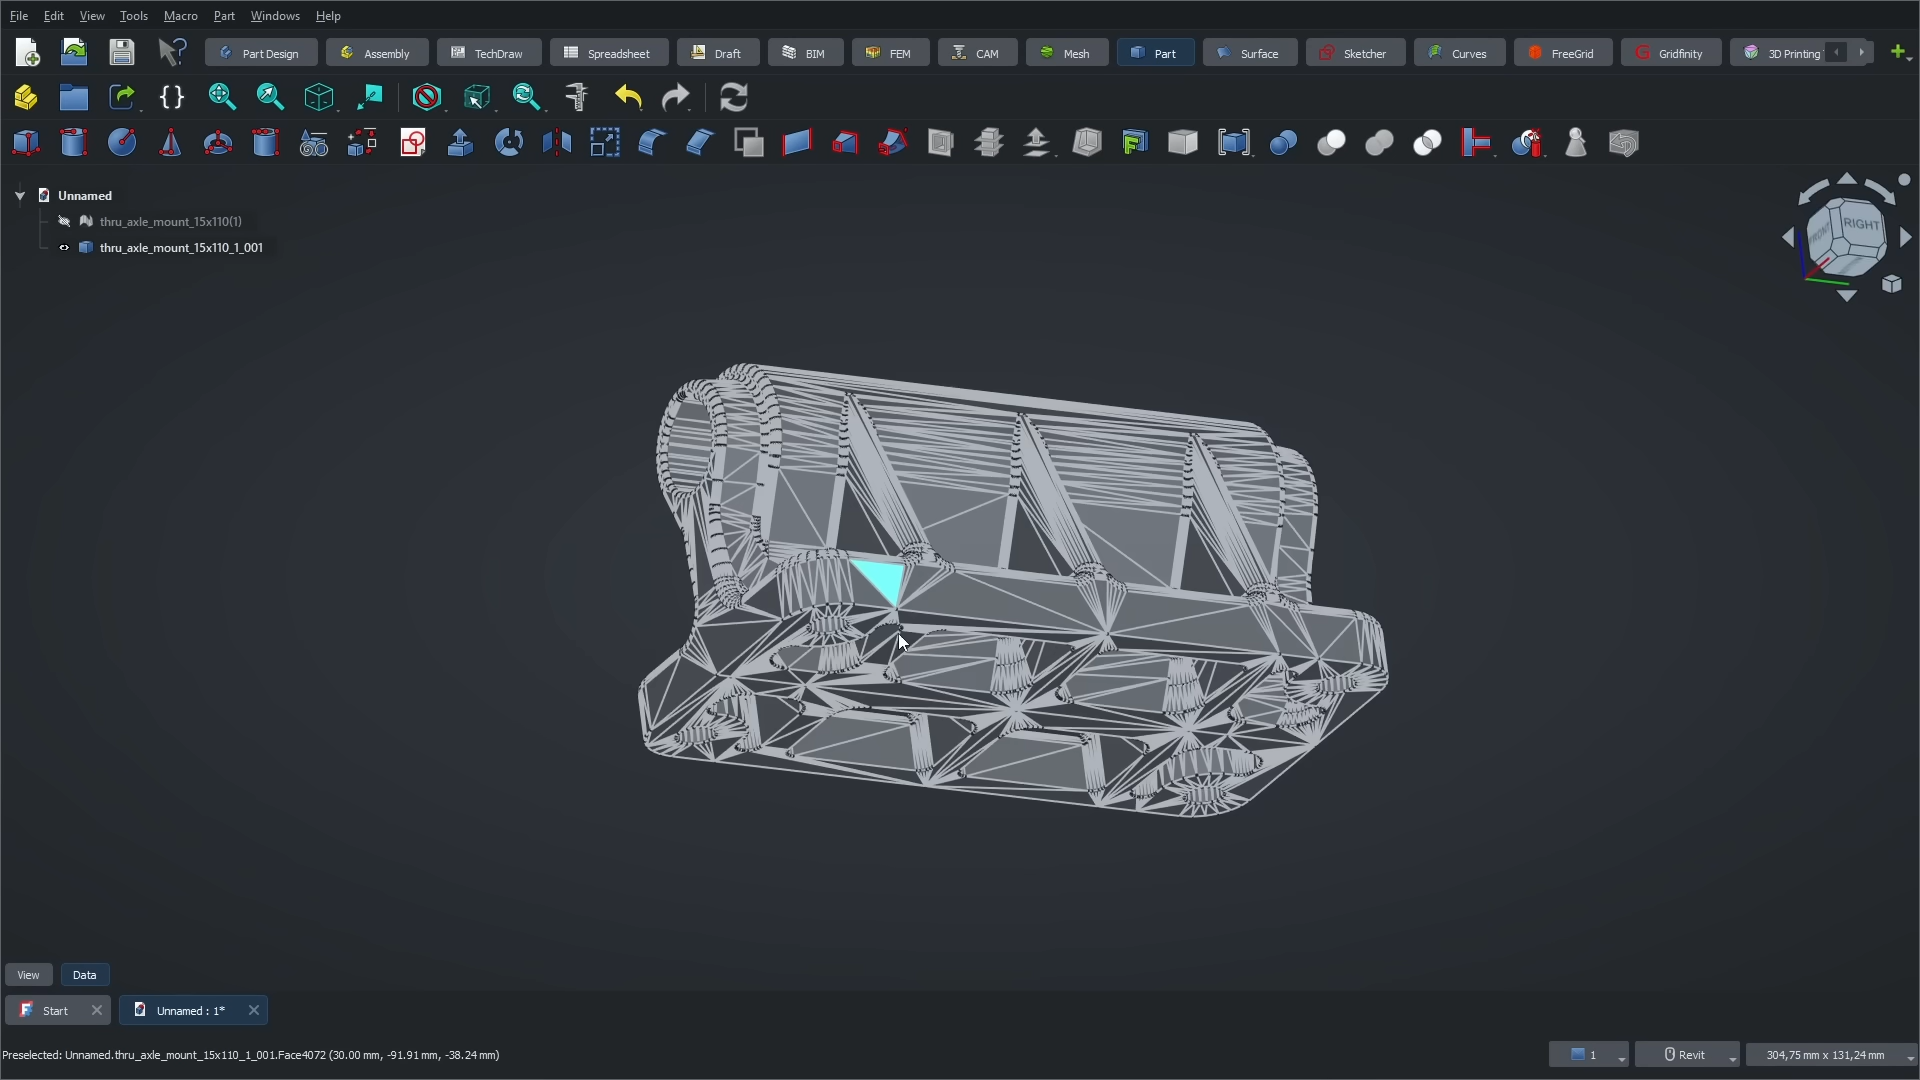 File Edit View Tools Macro Part Windows Help
Part Design Assembly TechDraw Spreadsheet Draft BIM FEM CAM Mesh Part Surface Sketcher Curves FreeGrid Gridfinity 3D Printing
Unnamed
thru_axle_mount_15x110(1)
thru_axle_mount_15x110_1_001
FRONT RIGHT
View Data
Start Unnamed : 1*
Preselected: Unnamed.thru_axle_mount_15x110_1_001.Face4072 (30.00 mm, -91.91 mm, -38.24 mm) 1 Revit 304,75 mm x 131,24 mm